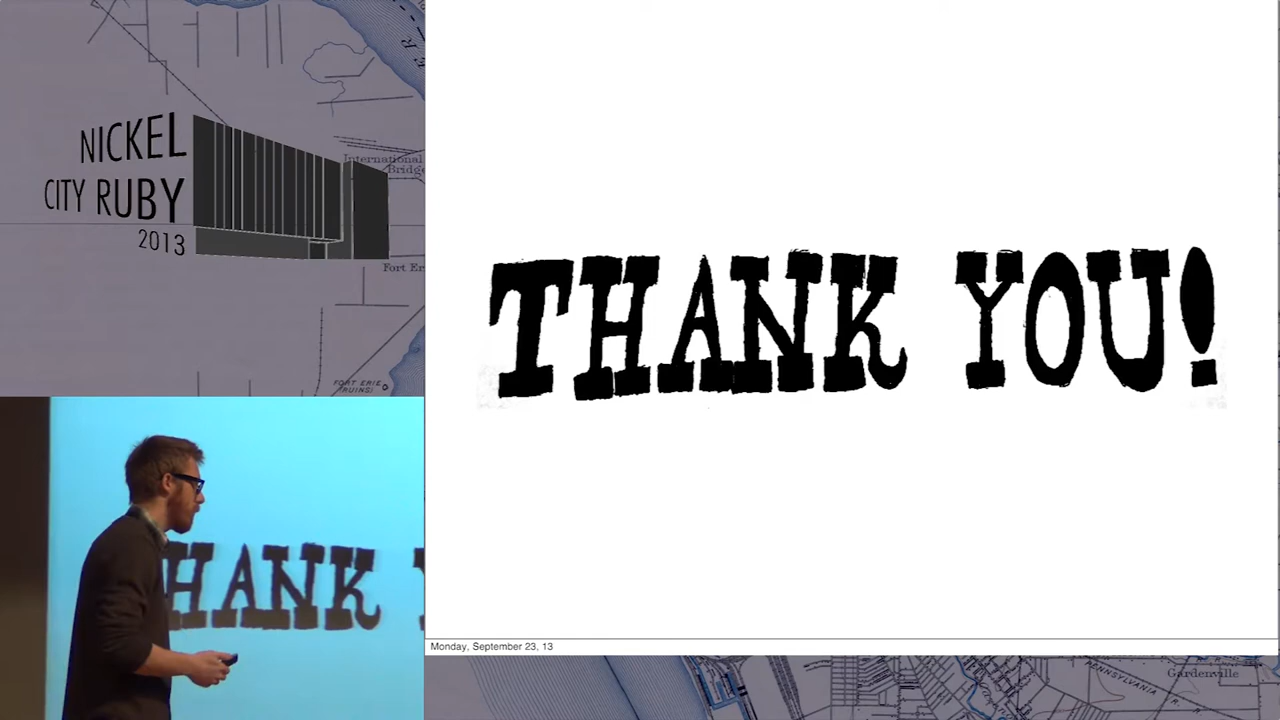 NICKEL
CITY RUBY
2013
International
Bridge
Fort Er
FORT ERIE
(RUINS)
THANK YOU!
HANK
Monday, September 23, 13
PENNSYLVANIA
R. R.
Gardenville